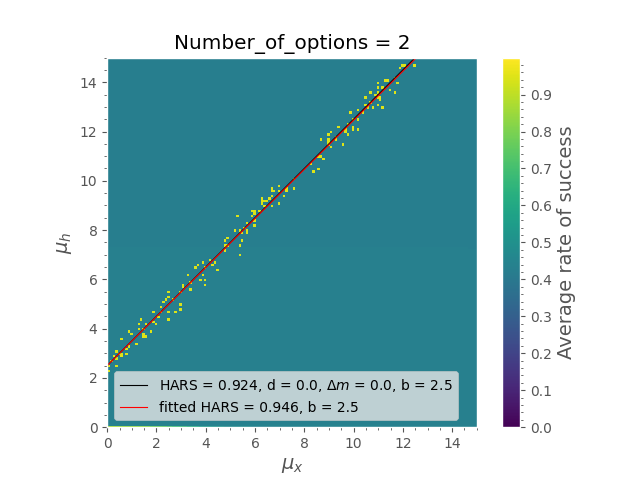 Number_of_options = 2
14
12
10
8
6
4
2
0
μh
0 2 4 6 8 10 12 14
μx
HARS = 0.924, d = 0.0, Δm = 0.0, b = 2.5
fitted HARS = 0.946, b = 2.5
0.9
0.8
0.7
0.6
0.5
0.4
0.3
0.2
0.1
0.0
Average rate of success